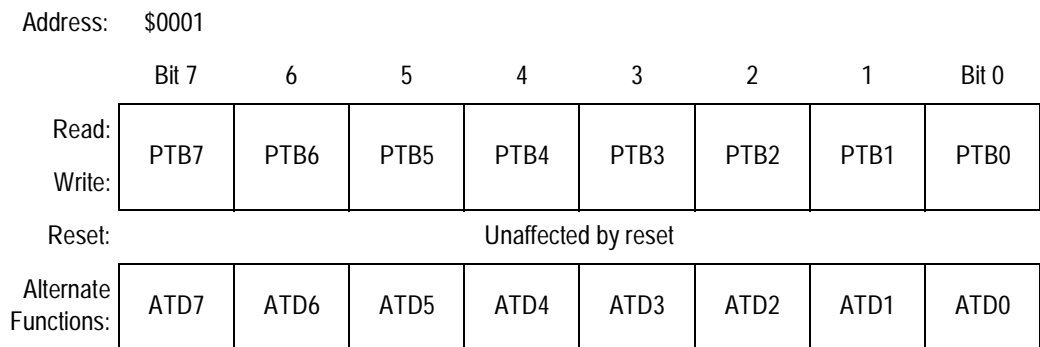 Address: $0001
Bit 7 6 5 4 3 2 1 Bit 0
Read:
PTB7 PTB6 PTB5 PTB4 PTB3 PTB2 PTB1 PTB0
Write:
Reset: Unaffected by reset
Alternate
Functions: ATD7 ATD6 ATD5 ATD4 ATD3 ATD2 ATD1 ATD0